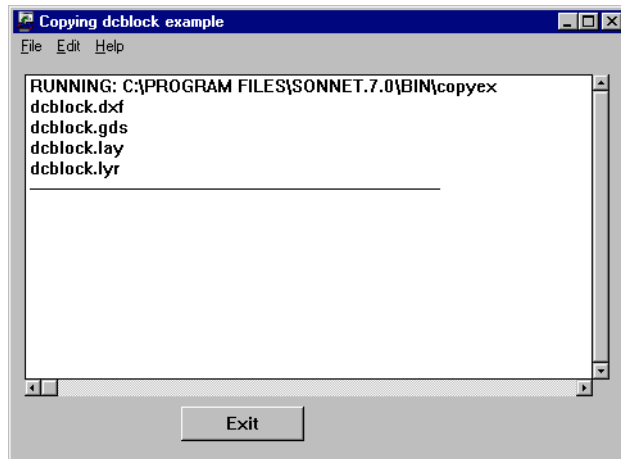 Copying dcblock example
File Edit Help
RUNNING: C:\PROGRAM FILES\SONNET.7.0\BIN\copyex
dcblock.dxf
dcblock.gds
dcblock.lay
dcblock.lyr
Exit